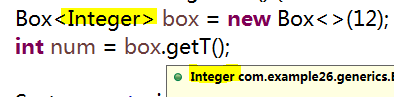 Box<Integer> box = new Box<>(12);
int num = box.getT();
Integer com.example26.generics.